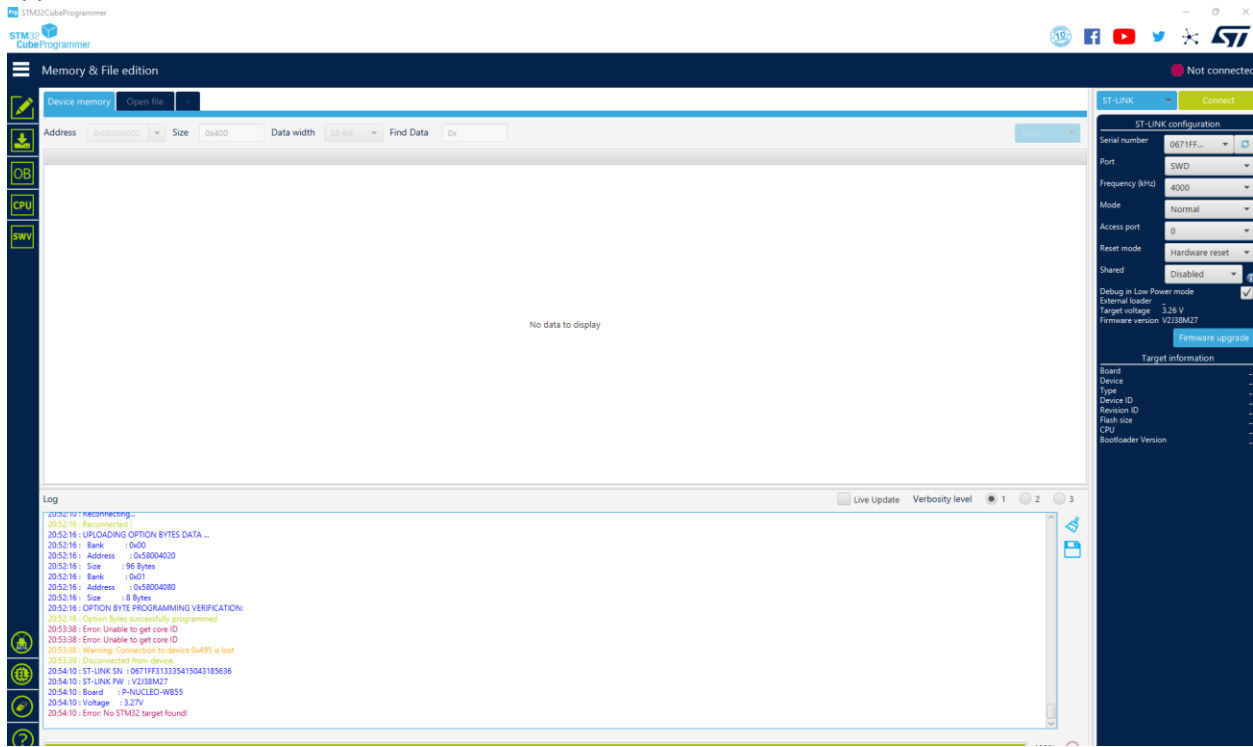 STM32CubeProgrammer
STM32
CubeProgrammer
Memory & File edition
Not connected
Device memory Open file +
ST-LINK Connect
Address 0x08000000 Size 0x400 Data width 32-bit Find Data 0x Read
ST-LINK configuration
Serial number 0671FF...
Port SWD
Frequency (kHz) 4000
Mode Normal
Access port 0
Reset mode Hardware reset
Shared Disabled
Debug in Low Power mode
External loader _
Target voltage 3.26 V
Firmware version V2J38M27
Firmware upgrade
Target information
Board _
Device _
Type _
Device ID _
Revision ID _
Flash size _
CPU _
Bootloader Version _
OB
CPU
SWV
No data to display
Log Live Update Verbosity level 1 2 3
20:52:10 : Reconnecting...
20:52:16 : Reconnected !
20:52:16 : UPLOADING OPTION BYTES DATA ...
20:52:16 : Bank : 0x00
20:52:16 : Address : 0x58004020
20:52:16 : Size : 96 Bytes
20:52:16 : Bank : 0x01
20:52:16 : Address : 0x58004080
20:52:16 : Size : 8 Bytes
20:52:16 : OPTION BYTE PROGRAMMING VERIFICATION:
20:52:16 : Option Bytes successfully programmed
20:53:38 : Error: Unable to get core ID
20:53:38 : Error: Unable to get core ID
20:53:38 : Warning: Connection to device 0x495 is lost
20:53:39 : Disconnected from device.
20:54:10 : ST-LINK SN : 0671FF313335415043185636
20:54:10 : ST-LINK FW : V2J38M27
20:54:10 : Board : P-NUCLEO-WB55
20:54:10 : Voltage : 3.27V
20:54:10 : Error: No STM32 target found!